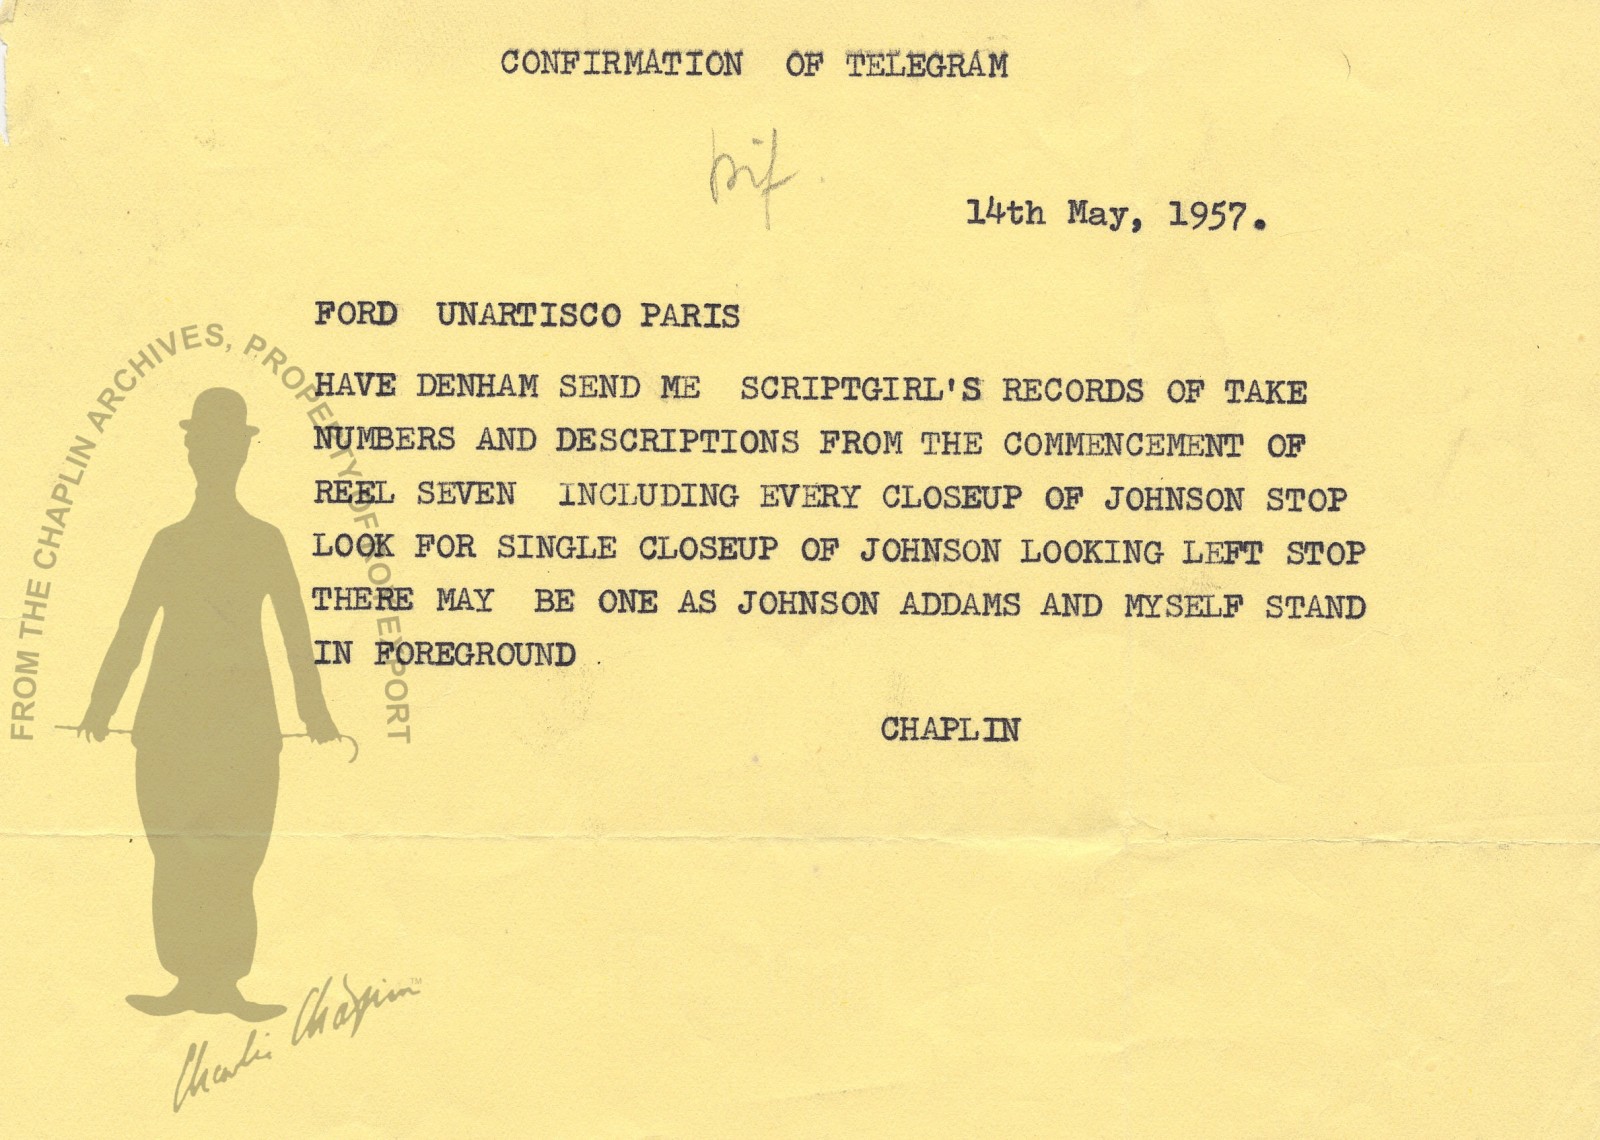 CONFIRMATION OF TELEGRAM
14th May, 1957.
FORD UNARTISCO PARIS
HAVE DENHAM SEND ME SCRIPTGIRL'S RECORDS OF TAKE
NUMBERS AND DESCRIPTIONS FROM THE COMMENCEMENT OF
REEL SEVEN INCLUDING EVERY CLOSEUP OF JOHNSON STOP
LOOK FOR SINGLE CLOSEUP OF JOHNSON LOOKING LEFT STOP
THERE MAY BE ONE AS JOHNSON ADDAMS AND MYSELF STAND
IN FOREGROUND .
CHAPLIN
FROM THE CHAPLIN ARCHIVES, PROPERTY OF ROY EXPORT
Charlie Chaplin™